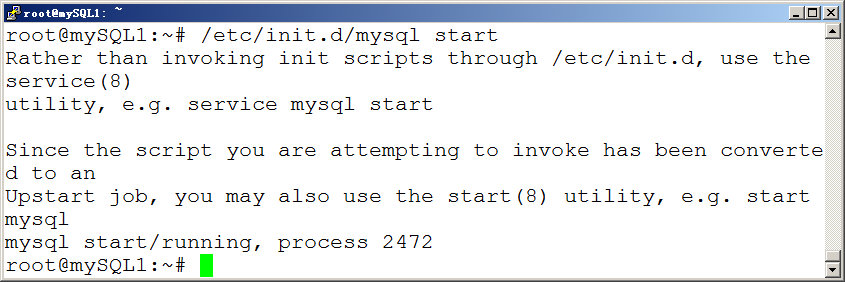 root@mySQL1: ~
root@mySQL1:~# /etc/init.d/mysql start
Rather than invoking init scripts through /etc/init.d, use the
service(8)
utility, e.g. service mysql start
Since the script you are attempting to invoke has been converte
d to an
Upstart job, you may also use the start(8) utility, e.g. start
mysql
mysql start/running, process 2472
root@mySQL1:~#